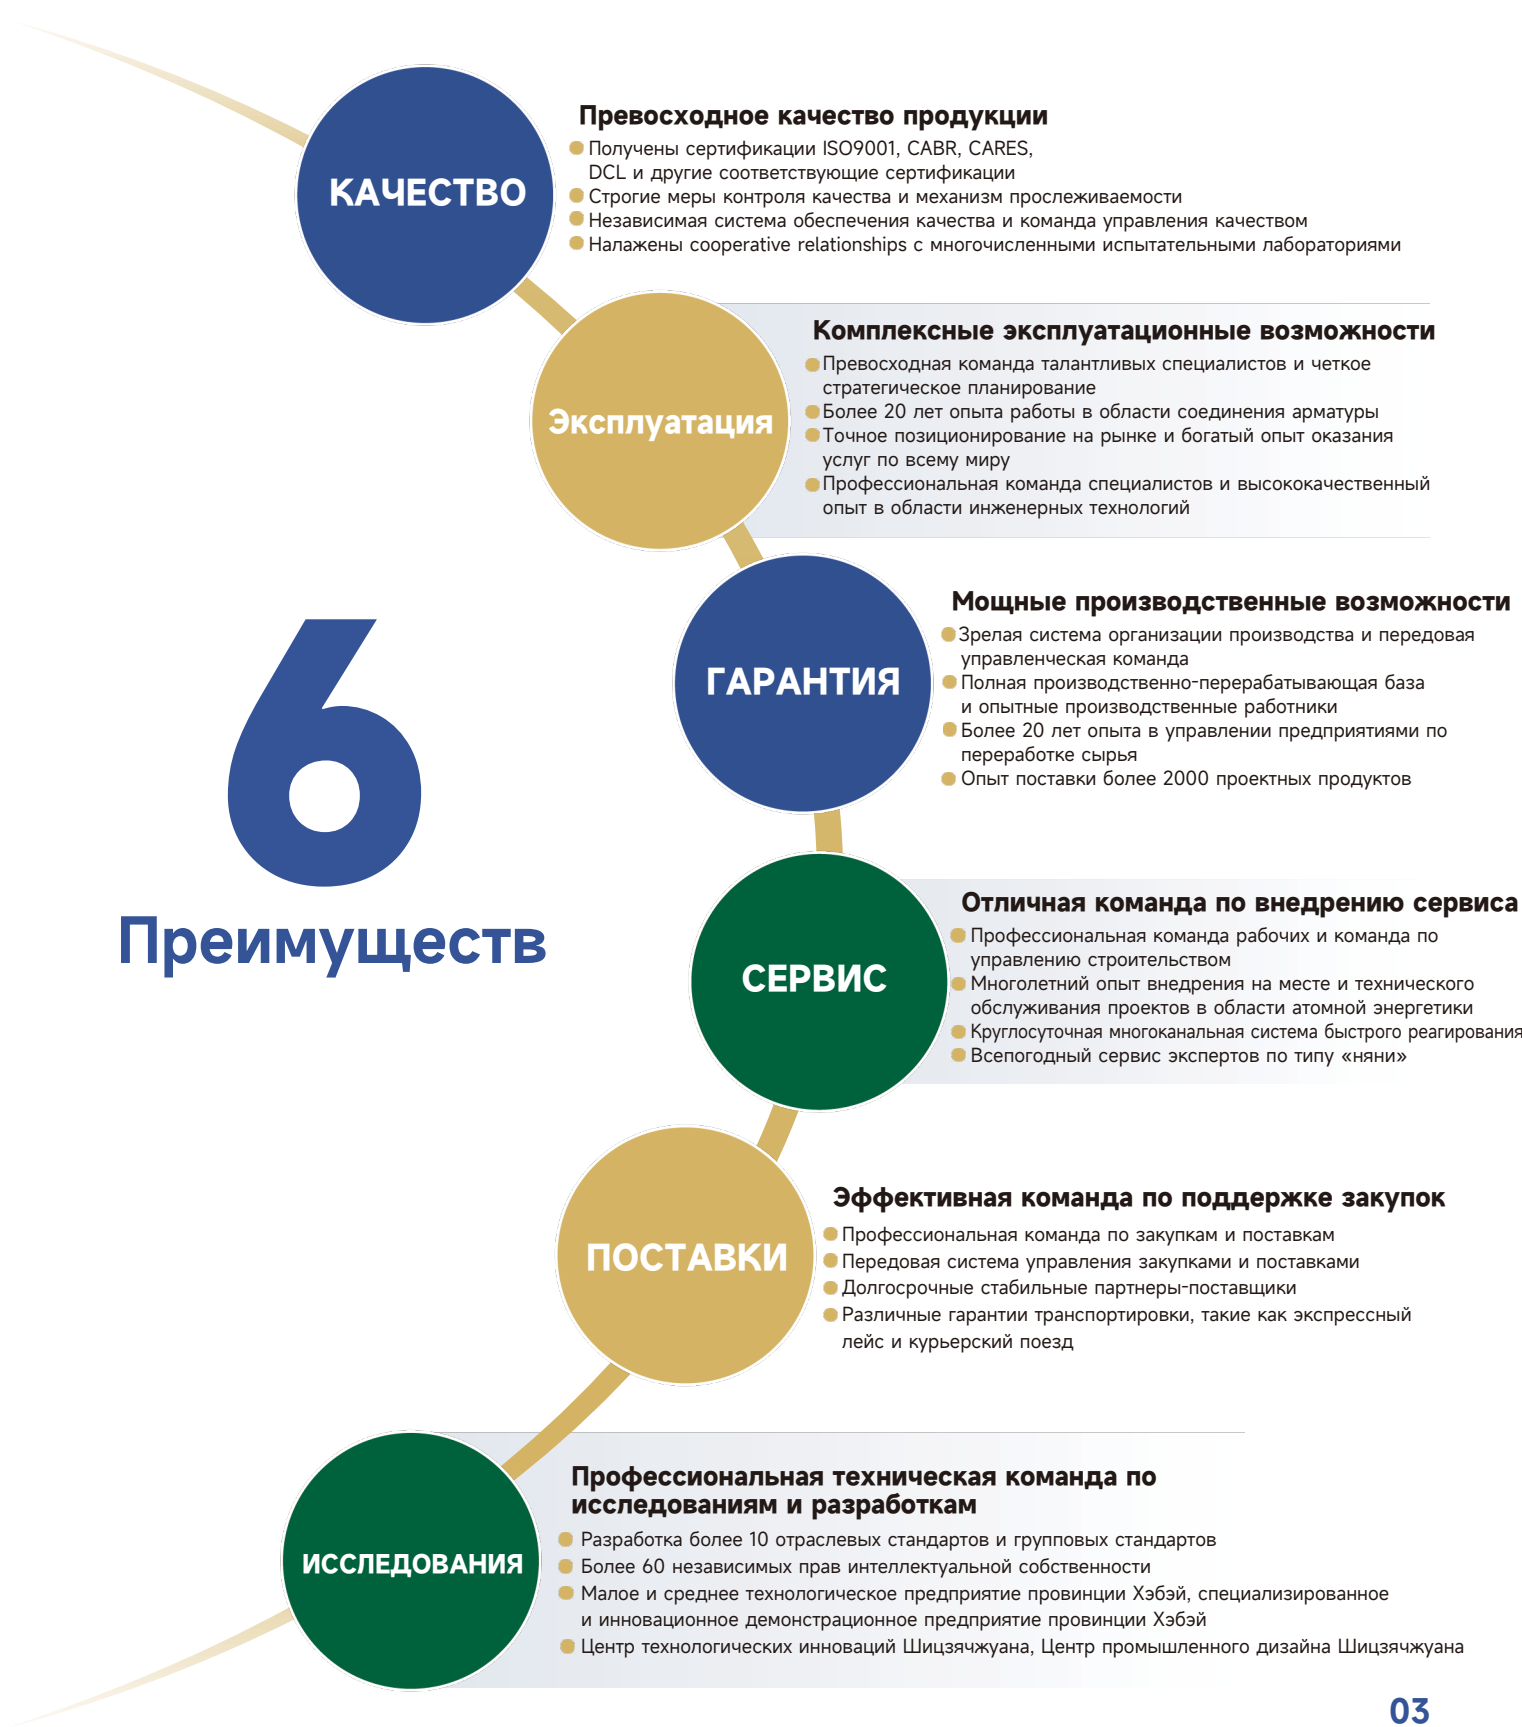 КАЧЕСТВО
Превосходное качество продукции
Получены сертификации ISO9001, CABR, CARES,
DCL и другие соответствующие сертификации
Строгие меры контроля качества и механизм прослеживаемости
Независимая система обеспечения качества и команда управления качеством
Налажены cooperative relationships с многочисленными испытательными лабораториями
Эксплуатация
Комплексные эксплуатационные возможности
Превосходная команда талантливых специалистов и четкое
стратегическое планирование
Более 20 лет опыта работы в области соединения арматуры
Точное позиционирование на рынке и богатый опыт оказания
услуг по всему миру
Профессиональная команда специалистов и высококачественный
опыт в области инженерных технологий
6
Преимуществ
ГАРАНТИЯ
Мощные производственные возможности
Зрелая система организации производства и передовая
управленческая команда
Полная производственно-перерабатывающая база
и опытные производственные работники
Более 20 лет опыта в управлении предприятиями по
переработке сырья
Опыт поставки более 2000 проектных продуктов
СЕРВИС
Отличная команда по внедрению сервиса
Профессиональная команда рабочих и команда по
управлению строительством
Многолетний опыт внедрения на месте и технического
обслуживания проектов в области атомной энергетики
Круглосуточная многоканальная система быстрого реагирования
Всепогодный сервис экспертов по типу «няни»
ПОСТАВКИ
Эффективная команда по поддержке закупок
Профессиональная команда по закупкам и поставкам
Передовая система управления закупками и поставками
Долгосрочные стабильные партнеры-поставщики
Различные гарантии транспортировки, такие как экспрессный
лейс и курьерский поезд
ИССЛЕДОВАНИЯ
Профессиональная техническая команда по
исследованиям и разработкам
Разработка более 10 отраслевых стандартов и групповых стандартов
Более 60 независимых прав интеллектуальной собственности
Малое и среднее технологическое предприятие провинции Хэбэй, специализированное
и инновационное демонстрационное предприятие провинции Хэбэй
Центр технологических инноваций Шицзячжуана, Центр промышленного дизайна Шицзячжуана
03